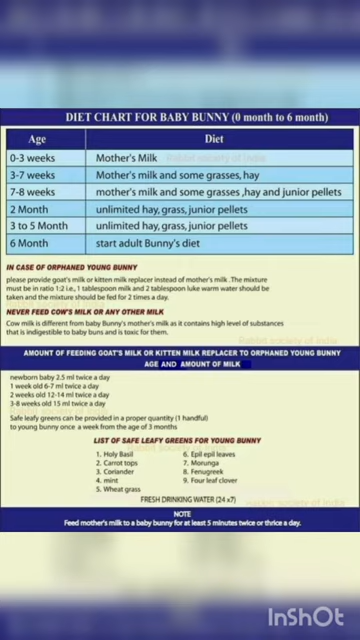 DIET CHART FOR BABY BUNNY (0 month to 6 month)
Age Diet
0-3 weeks Mother's Milk
3-7 weeks Mother's milk and some grasses, hay
7-8 weeks mother's milk and some grasses ,hay and junior pellets
2 Month unlimited hay, grass, junior pellets
3 to 5 Month unlimited hay, grass, junior pellets
6 Month start adult Bunny's diet
IN CASE OF ORPHANED YOUNG BUNNY
please provide goat's milk or kitten milk replacer instead of mother's milk .The mixture
must be in ratio 1:2 i.e., 1 tablespoon milk and 2 tablespoon luke warm water should be
taken and the mixture should be fed for 2 times a day.
NEVER FEED COW'S MILK OR ANY OTHER MILK
Cow milk is different from baby Bunny's mother's milk as it contains high level of substances
that is indigestible to baby buns and is toxic for them.
AMOUNT OF FEEDING GOAT'S MILK OR KITTEN MILK REPLACER TO ORPHANED YOUNG BUNNY
AGE AND AMOUNT OF MILK
newborn baby 2.5 ml twice a day
1 week old 6-7 ml twice a day
2 weeks old 12-14 ml twice a day
3-8 weeks old 15 ml twice a day
Safe leafy greens can be provided in a proper quantity (1 handful)
to young bunny once a week from the age of 3 months
LIST OF SAFE LEAFY GREENS FOR YOUNG BUNNY
1. Holy Basil
2. Carrot tops
3. Coriander
4. mint
5. Wheat grass
6. Epil epil leaves
7. Morunga
8. Fenugreek
9. Four leaf clover
FRESH DRINKING WATER (24 x7)
NOTE
Feed mother's milk to a baby bunny for at least 5 minutes twice or thrice a day.
InShOt